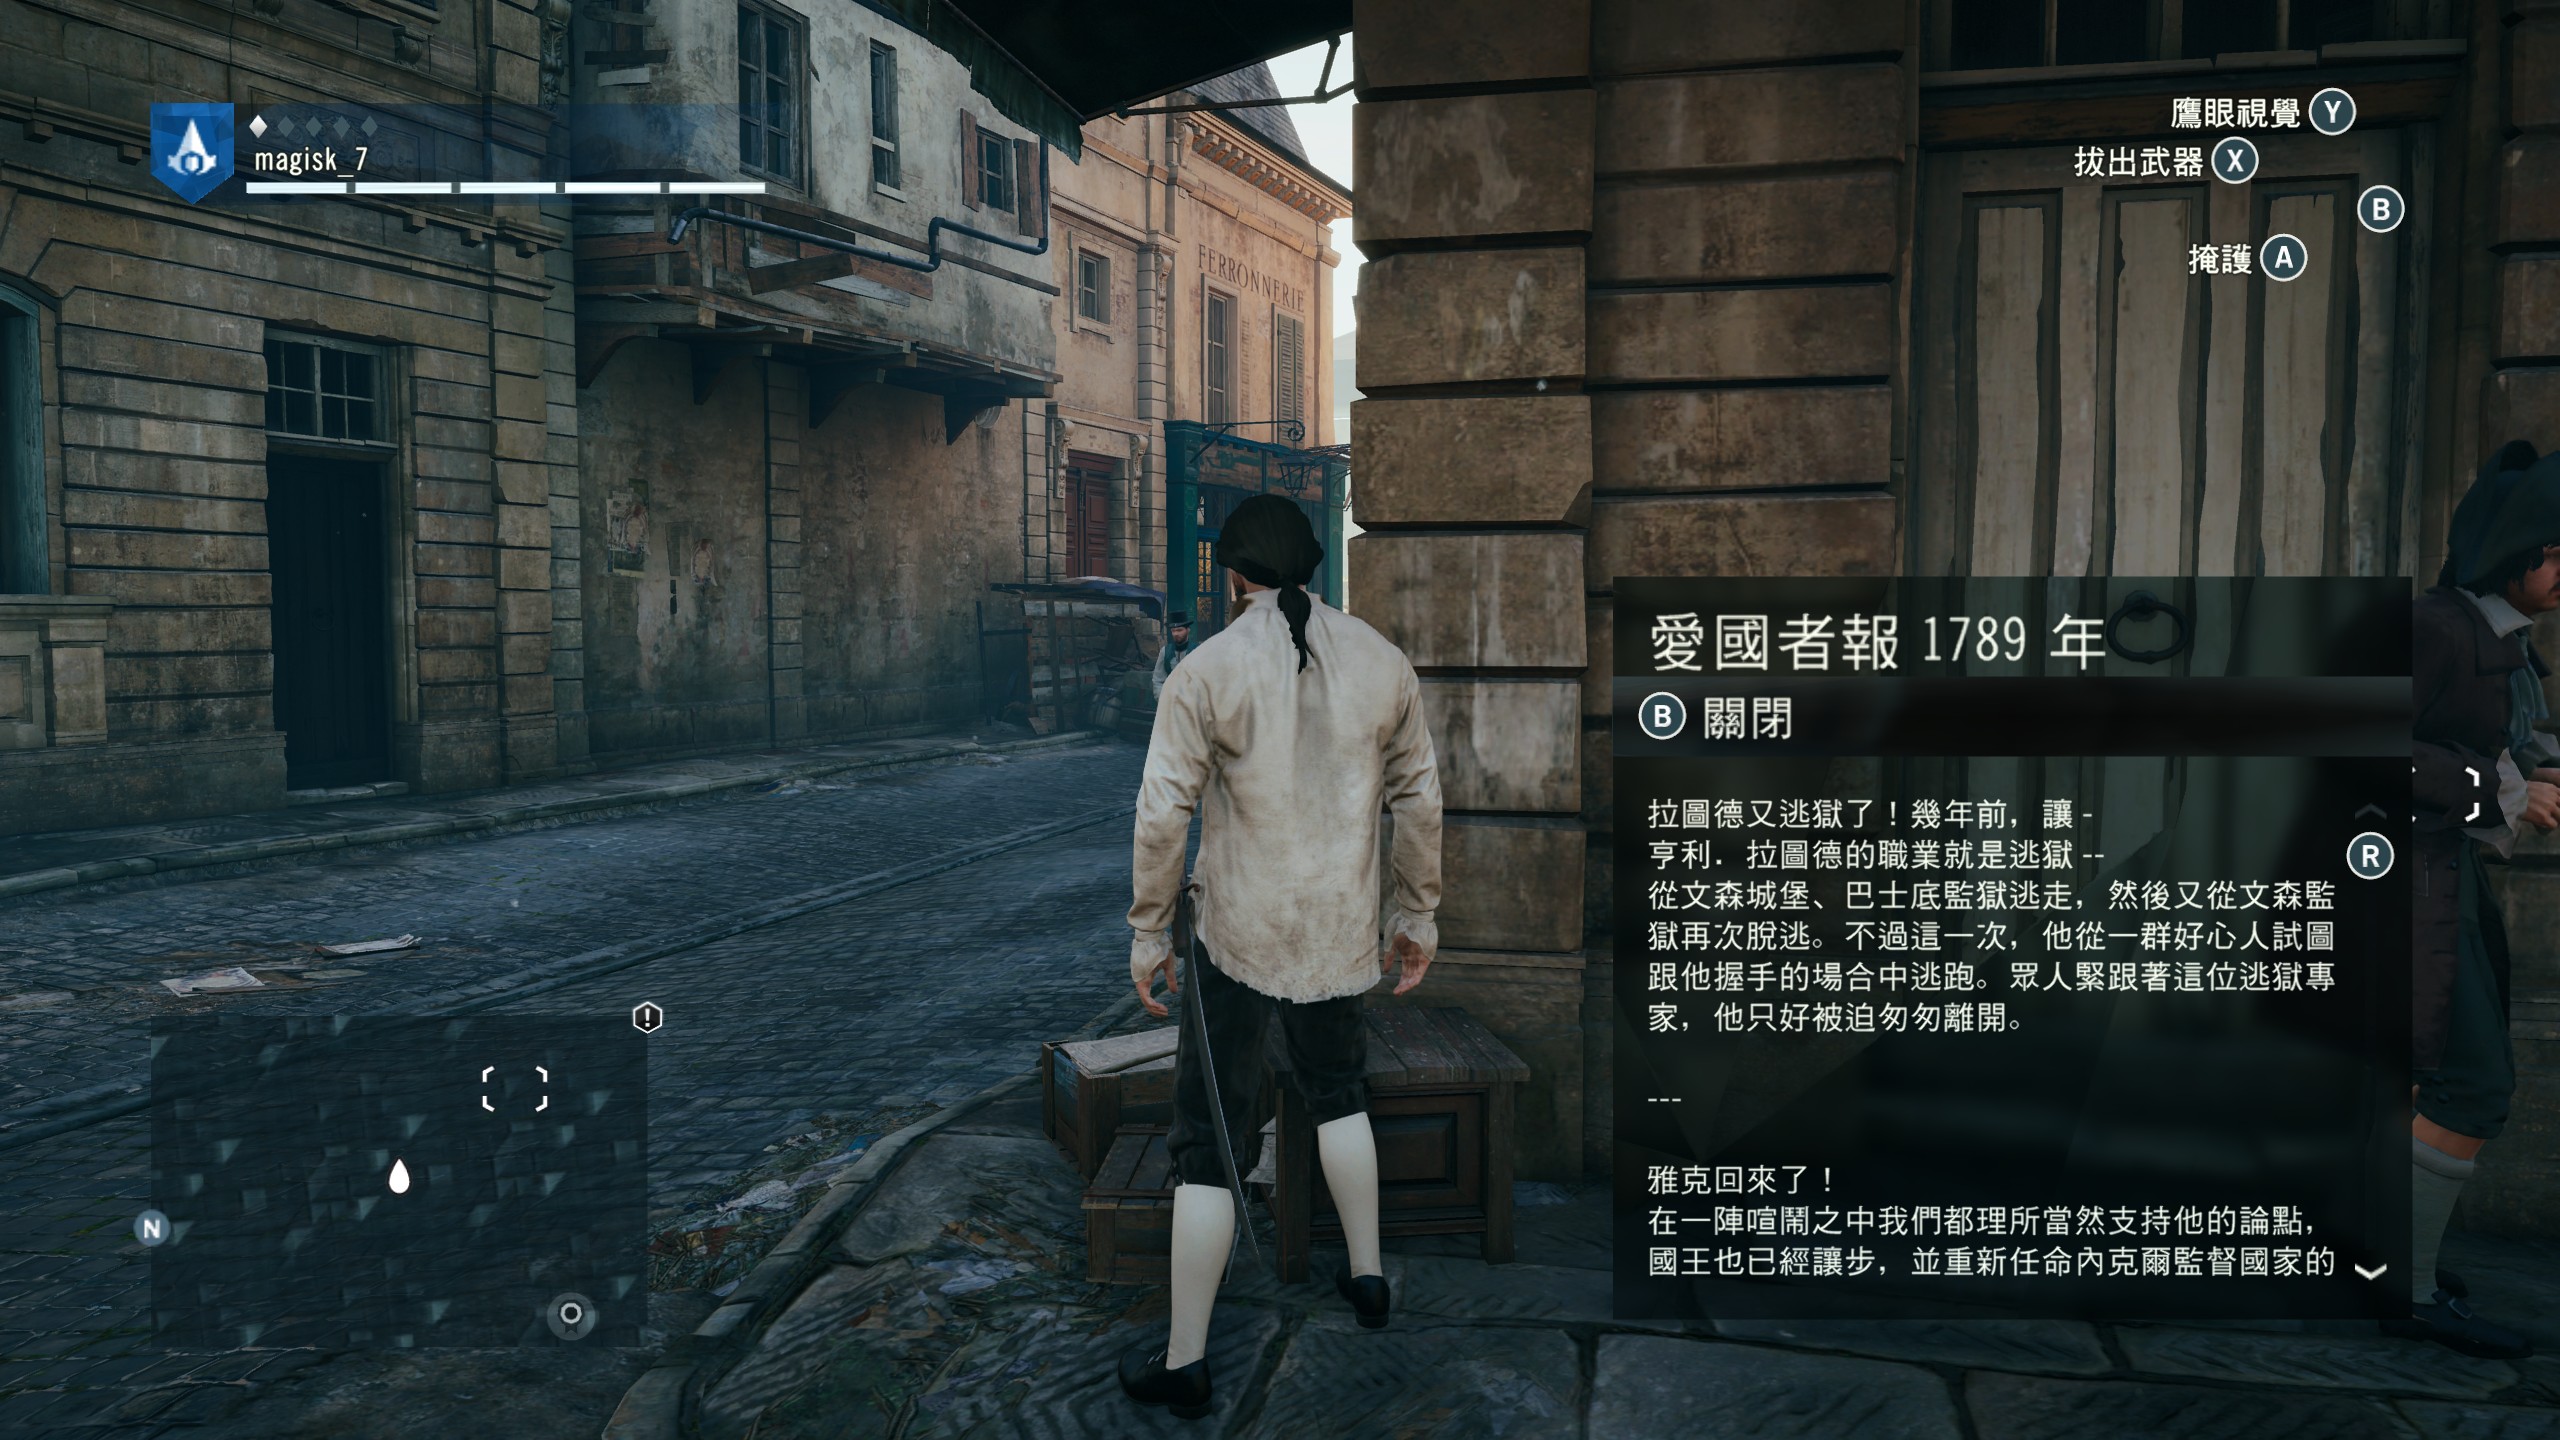 magisk_7
鷹眼視覺 Y
拔出武器 X
B
掩護 A
FERRONNERIE
愛國者報 1789 年
B 關閉
拉圖德又逃獄了！幾年前，讓 -
亨利．拉圖德的職業就是逃獄 --
從文森城堡、巴士底監獄逃走，然後又從文森監
獄再次脫逃。不過這一次，他從一群好心人試圖
跟他握手的場合中逃跑。眾人緊跟著這位逃獄專
家，他只好被迫匆匆離開。
---
雅克回來了！
在一陣喧鬧之中我們都理所當然支持他的論點，
國王也已經讓步，並重新任命內克爾監督國家的
R
!
N